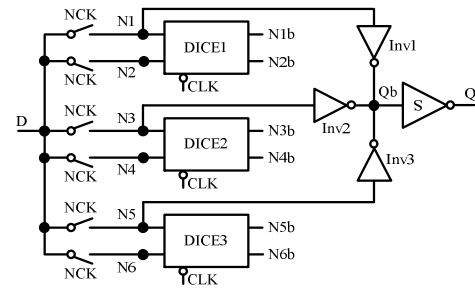 NCK N1 DICE1 N1b
NCK N2 N2b
CLK
Inv1
D
NCK N3 DICE2 N3b
NCK N4 N4b
CLK
Inv2 Qb S Q
Inv3
NCK N5 DICE3 N5b
NCK N6 N6b
CLK